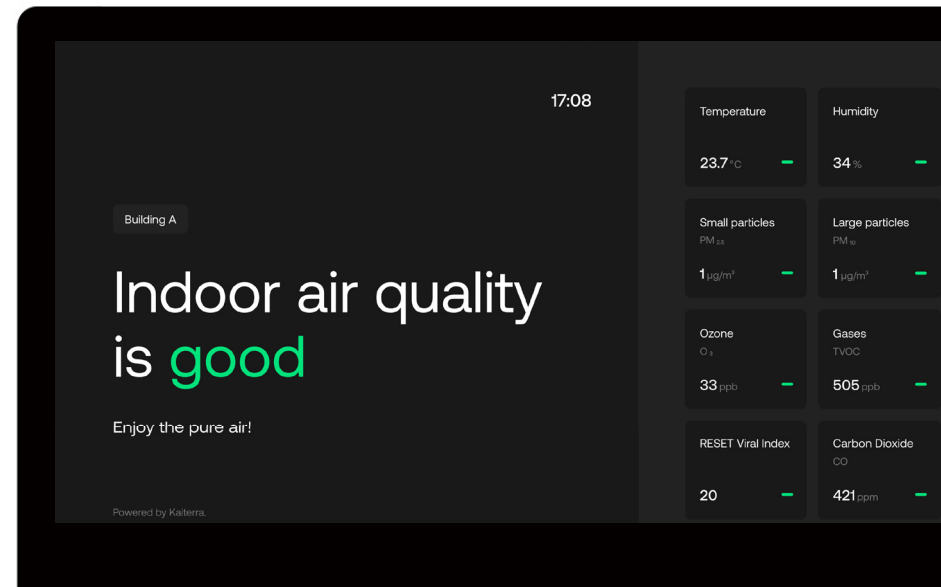 17:08
Building A
Indoor air quality
is good
Enjoy the pure air!
Powered by Kaiterra.
Temperature
23.7 °C
Humidity
34 %
Small particles
PM 2.5
1 µg/m³
Large particles
PM 10
1 µg/m³
Ozone
O 3
33 ppb
Gases
TVOC
505 ppb
RESET Viral Index
20
Carbon Dioxide
CO
421 ppm